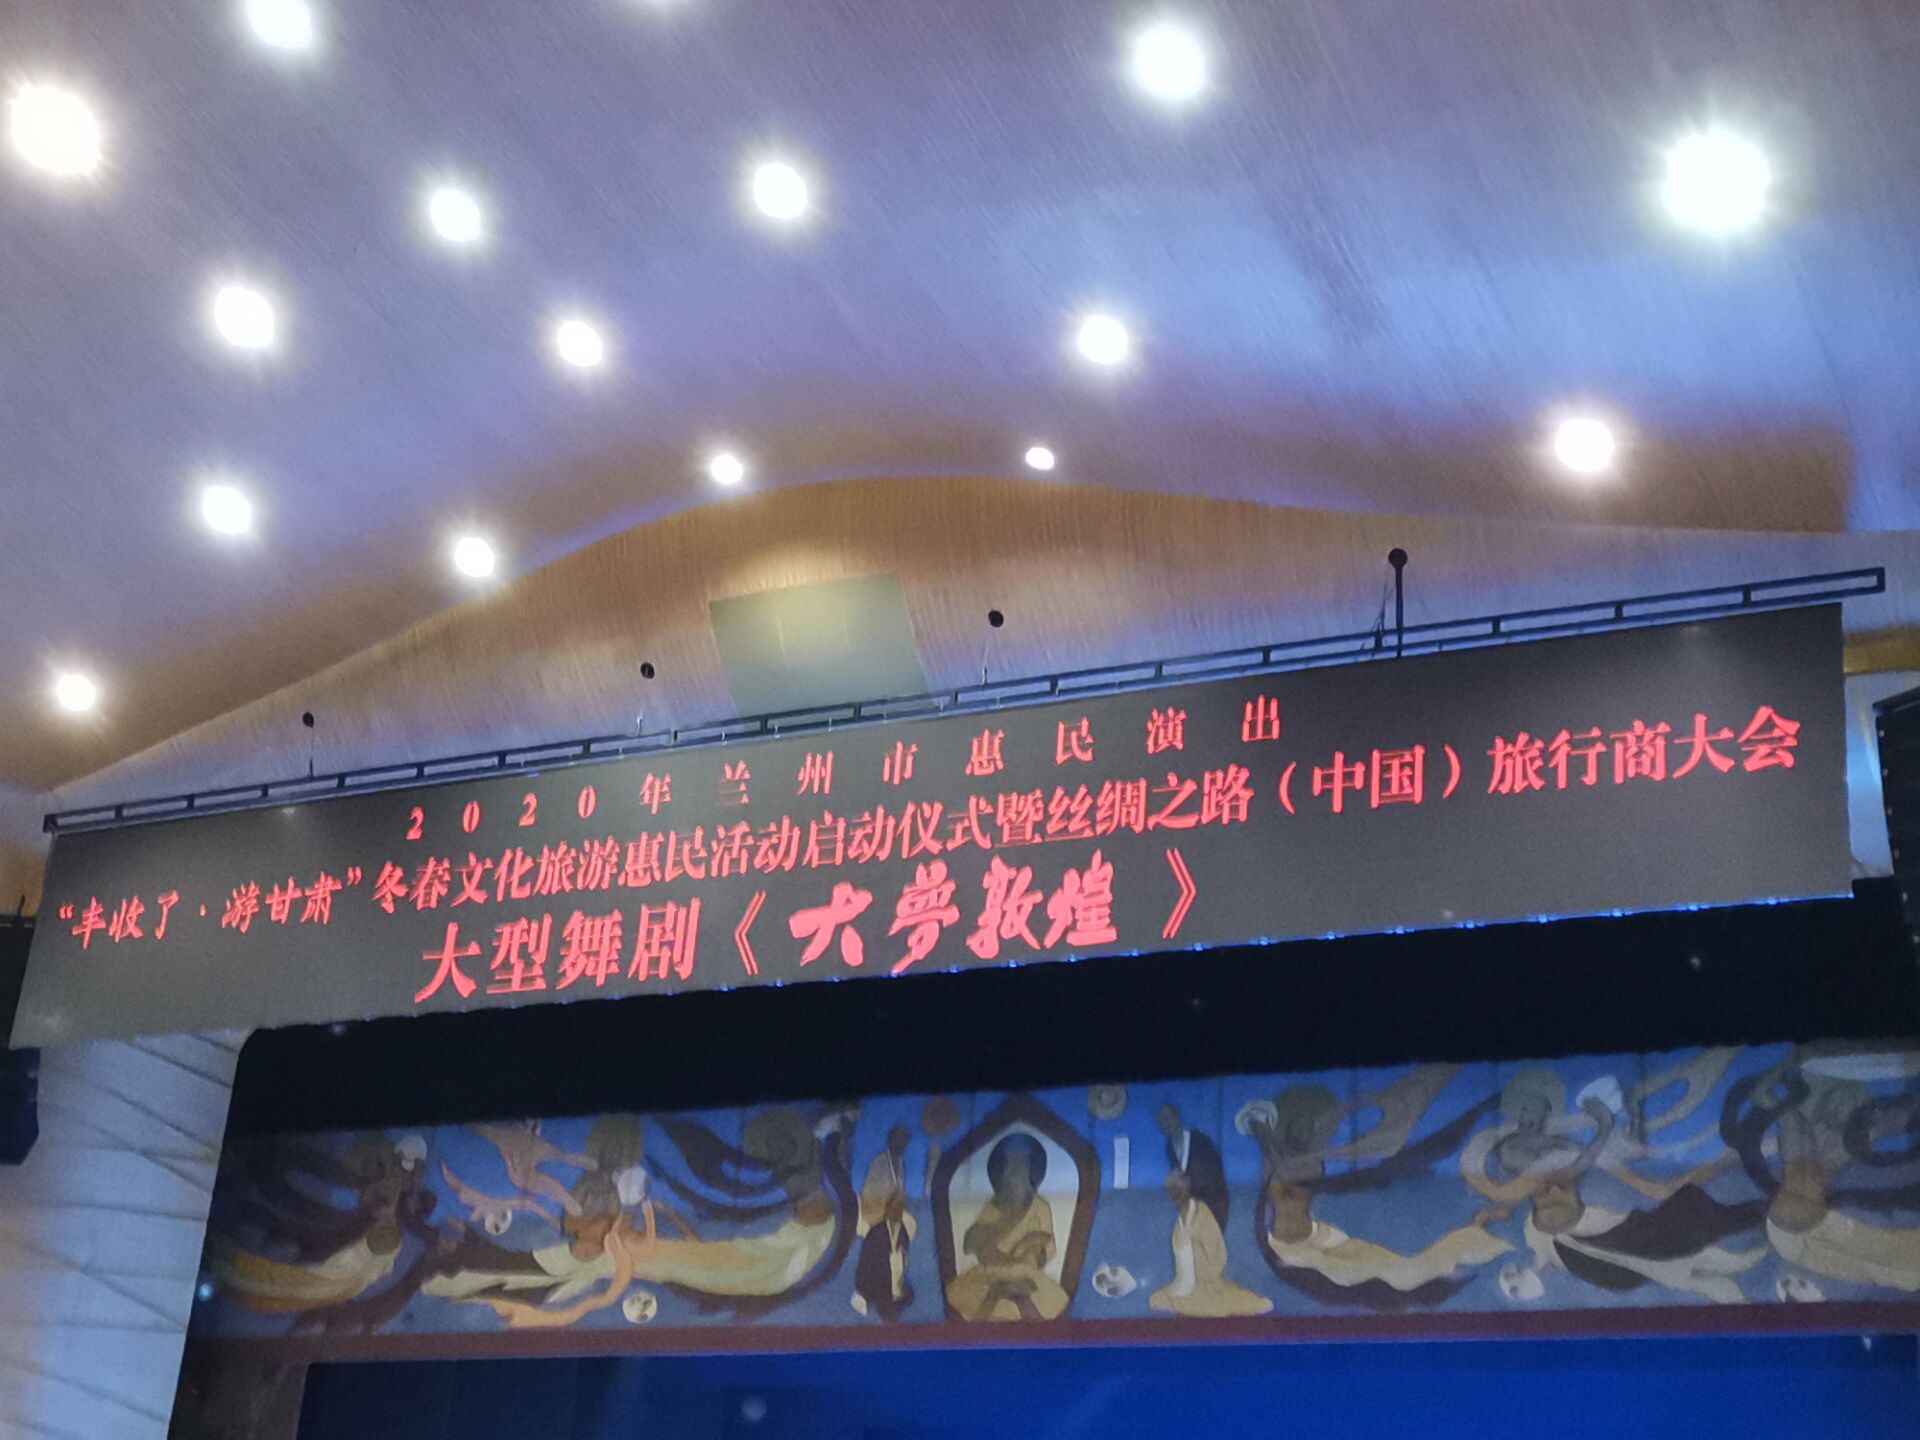 2020年兰州市惠民演出
“丰收了·游甘肃”冬春文化旅游惠民活动启动仪式暨丝绸之路（中国）旅行商大会
大型舞剧《大夢敦煌》